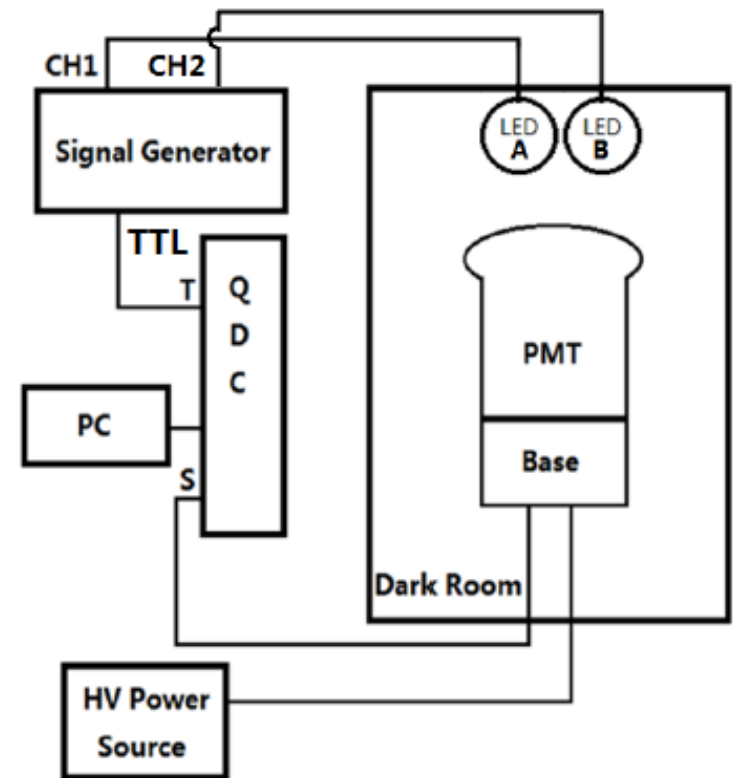 CH1
CH2
Signal Generator
LED
A
LED
B
TTL
T
Q
D
C
PMT
PC
Base
S
Dark Room
HV Power
Source